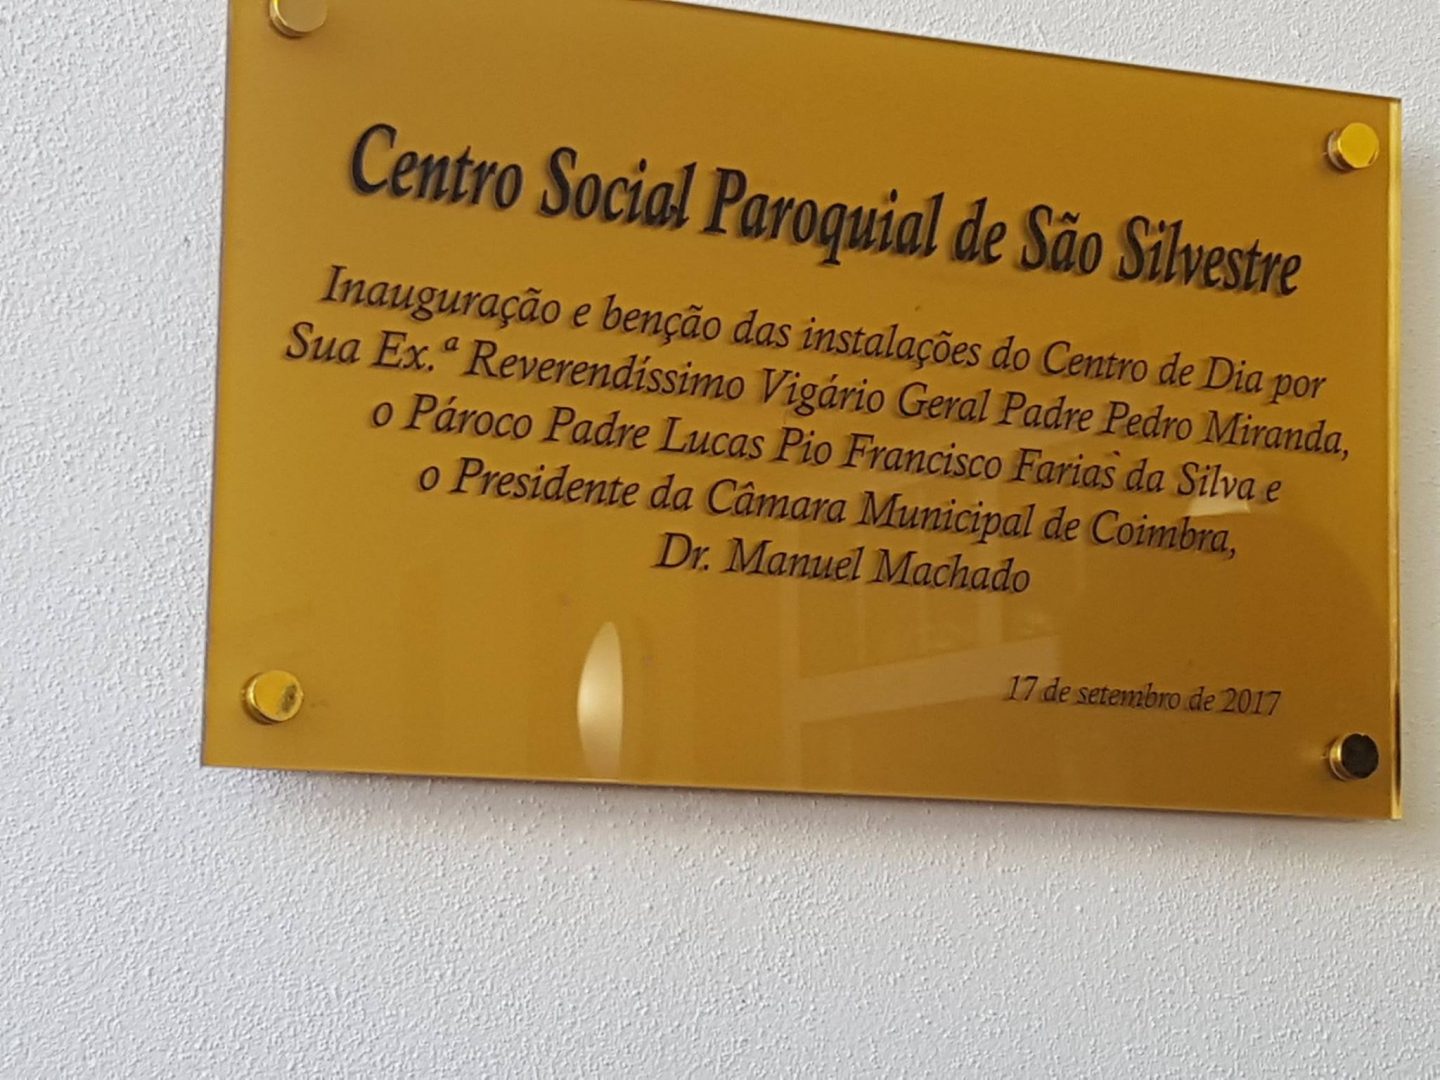 Centro Social Paroquial de São Silvestre
Inauguração e benção das instalações do Centro de Dia por
Sua Ex.ª Reverendíssimo Vigário Geral Padre Pedro Miranda,
o Pároco Padre Lucas Pio Francisco Farias da Silva e
o Presidente da Câmara Municipal de Coimbra,
Dr. Manuel Machado
17 de setembro de 2017